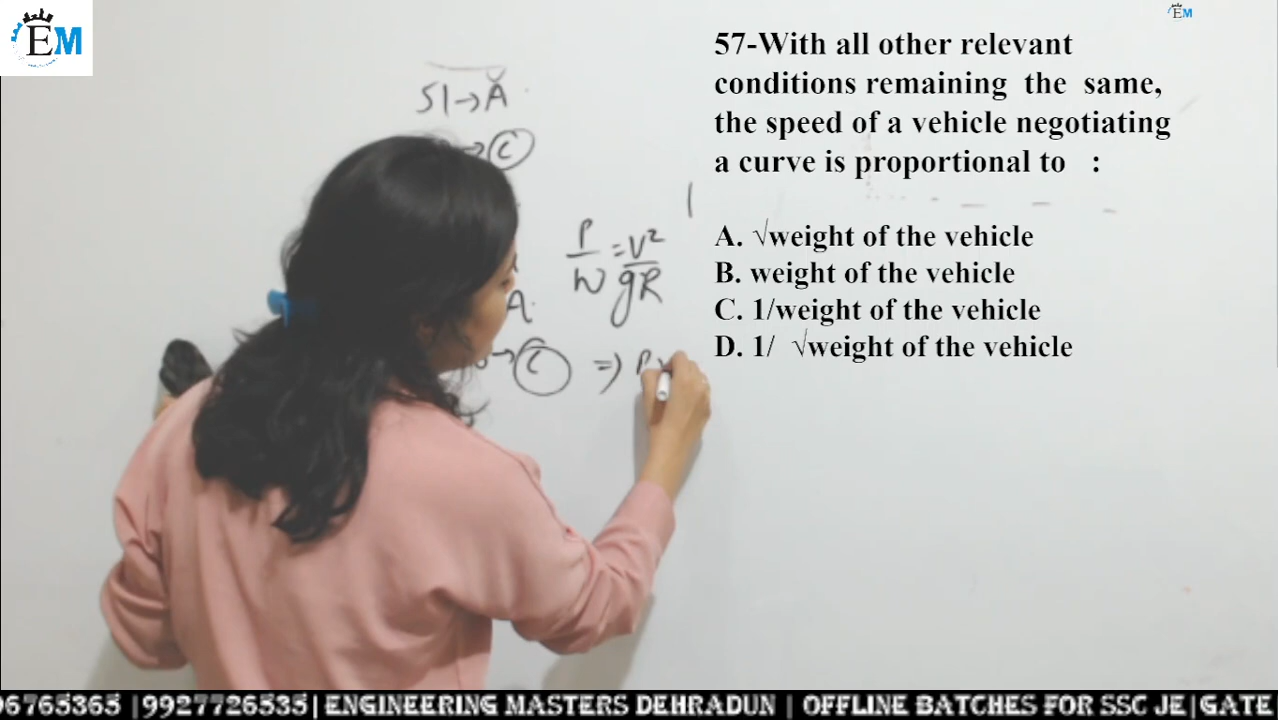 EM
EM
57-With all other relevant
conditions remaining the same,
the speed of a vehicle negotiating
a curve is proportional to :
A. √weight of the vehicle
B. weight of the vehicle
C. 1/weight of the vehicle
D. 1/ √weight of the vehicle
51→A
→C
P/W = V²/gR
A
→C ⇒ P
96765365 |9927726535| ENGINEERING MASTERS DEHRADUN | OFFLINE BATCHES FOR SSC JE|GATE